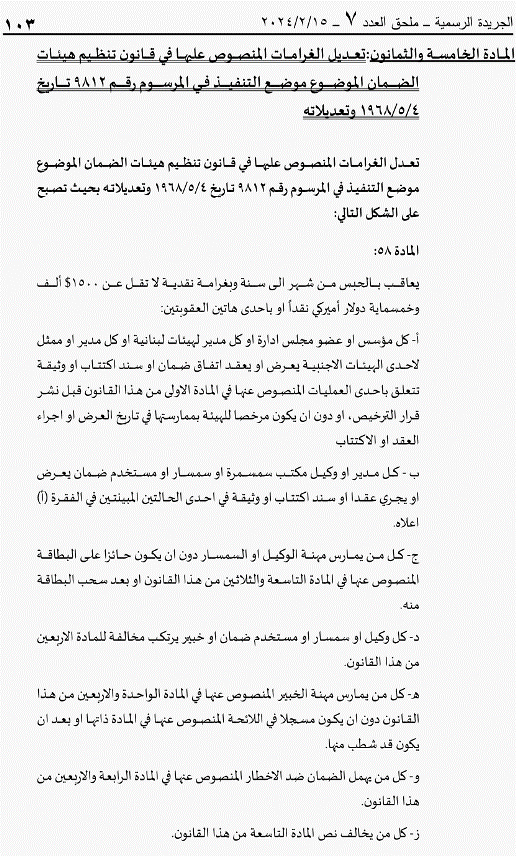 الجريدة الرسمية – ملحق العدد ٧ – ٢٠٢٤/٢/١٥ ١٠٣
المادة الخامسة والثمانون: تعديل الغرامات المنصوص عليها في قانون تنظيم هيئات
الضمان الموضوع موضع التنفيذ في المرسوم رقم ٩٨١٢ تاريخ
١٩٦٨/٥/٤ وتعديلاته
تعدل الغرامات المنصوص عليها في قانون تنظيم هيئات الضمان الموضوع
موضع التنفيذ في المرسوم رقم ٩٨١٢ تاريخ ١٩٦٨/٥/٤ وتعديلاته بحيث تصبح
على الشكل التالي:
المادة ٥٨:
يعاقب بالحبس من شهر الى سنة وبغرامة نقدية لا تقل عن ١٥٠٠$ ألف
وخمسماية دولار أميركي نقداً او باحدى هاتين العقوبتين:
أ- كل مؤسس او عضو مجلس ادارة او كل مدير لهيئات لبنانية او كل مدير او ممثل
لاحدى الهيئات الاجنبية يعرض او يعقد اتفاق ضمان او سند اكتتاب او وثيقة
تتعلق باحدى العمليات المنصوص عنها في المادة الاولى من هذا القانون قبل نشر
قرار الترخيص، او دون ان يكون مرخصا للهيئة بممارستها في تاريخ العرض او اجراء
العقد او الاكتتاب
ب - كل مدير او وكيل مكتب سمسرة او سمسار او مستخدم ضمان يعرض
او يجري عقدا او سند اكتتاب او وثيقة في احدى الحالتين المبينتين في الفقرة (أ)
اعلاه.
ج- كل من يمارس مهنة الوكيل او السمسار دون ان يكون حائزا على البطاقة
المنصوص عنها في المادة التاسعة والثلاثين من هذا القانون او بعد سحب البطاقة
منه.
د- كل وكيل او سمسار او مستخدم ضمان او خبير يرتكب مخالفة للمادة الاربعين
من هذا القانون.
هـ- كل من يمارس مهنة الخبير المنصوص عنها في المادة الواحدة والاربعين من هذا
القانون دون ان يكون مسجلا في اللائحة المنصوص عنها في المادة ذاتها او بعد ان
يكون قد شطب منها.
و- كل من يهمل الضمان ضد الاخطار المنصوص عنها في المادة الرابعة والاربعين من
هذا القانون.
ز- كل من يخالف نص المادة التاسعة من هذا القانون.